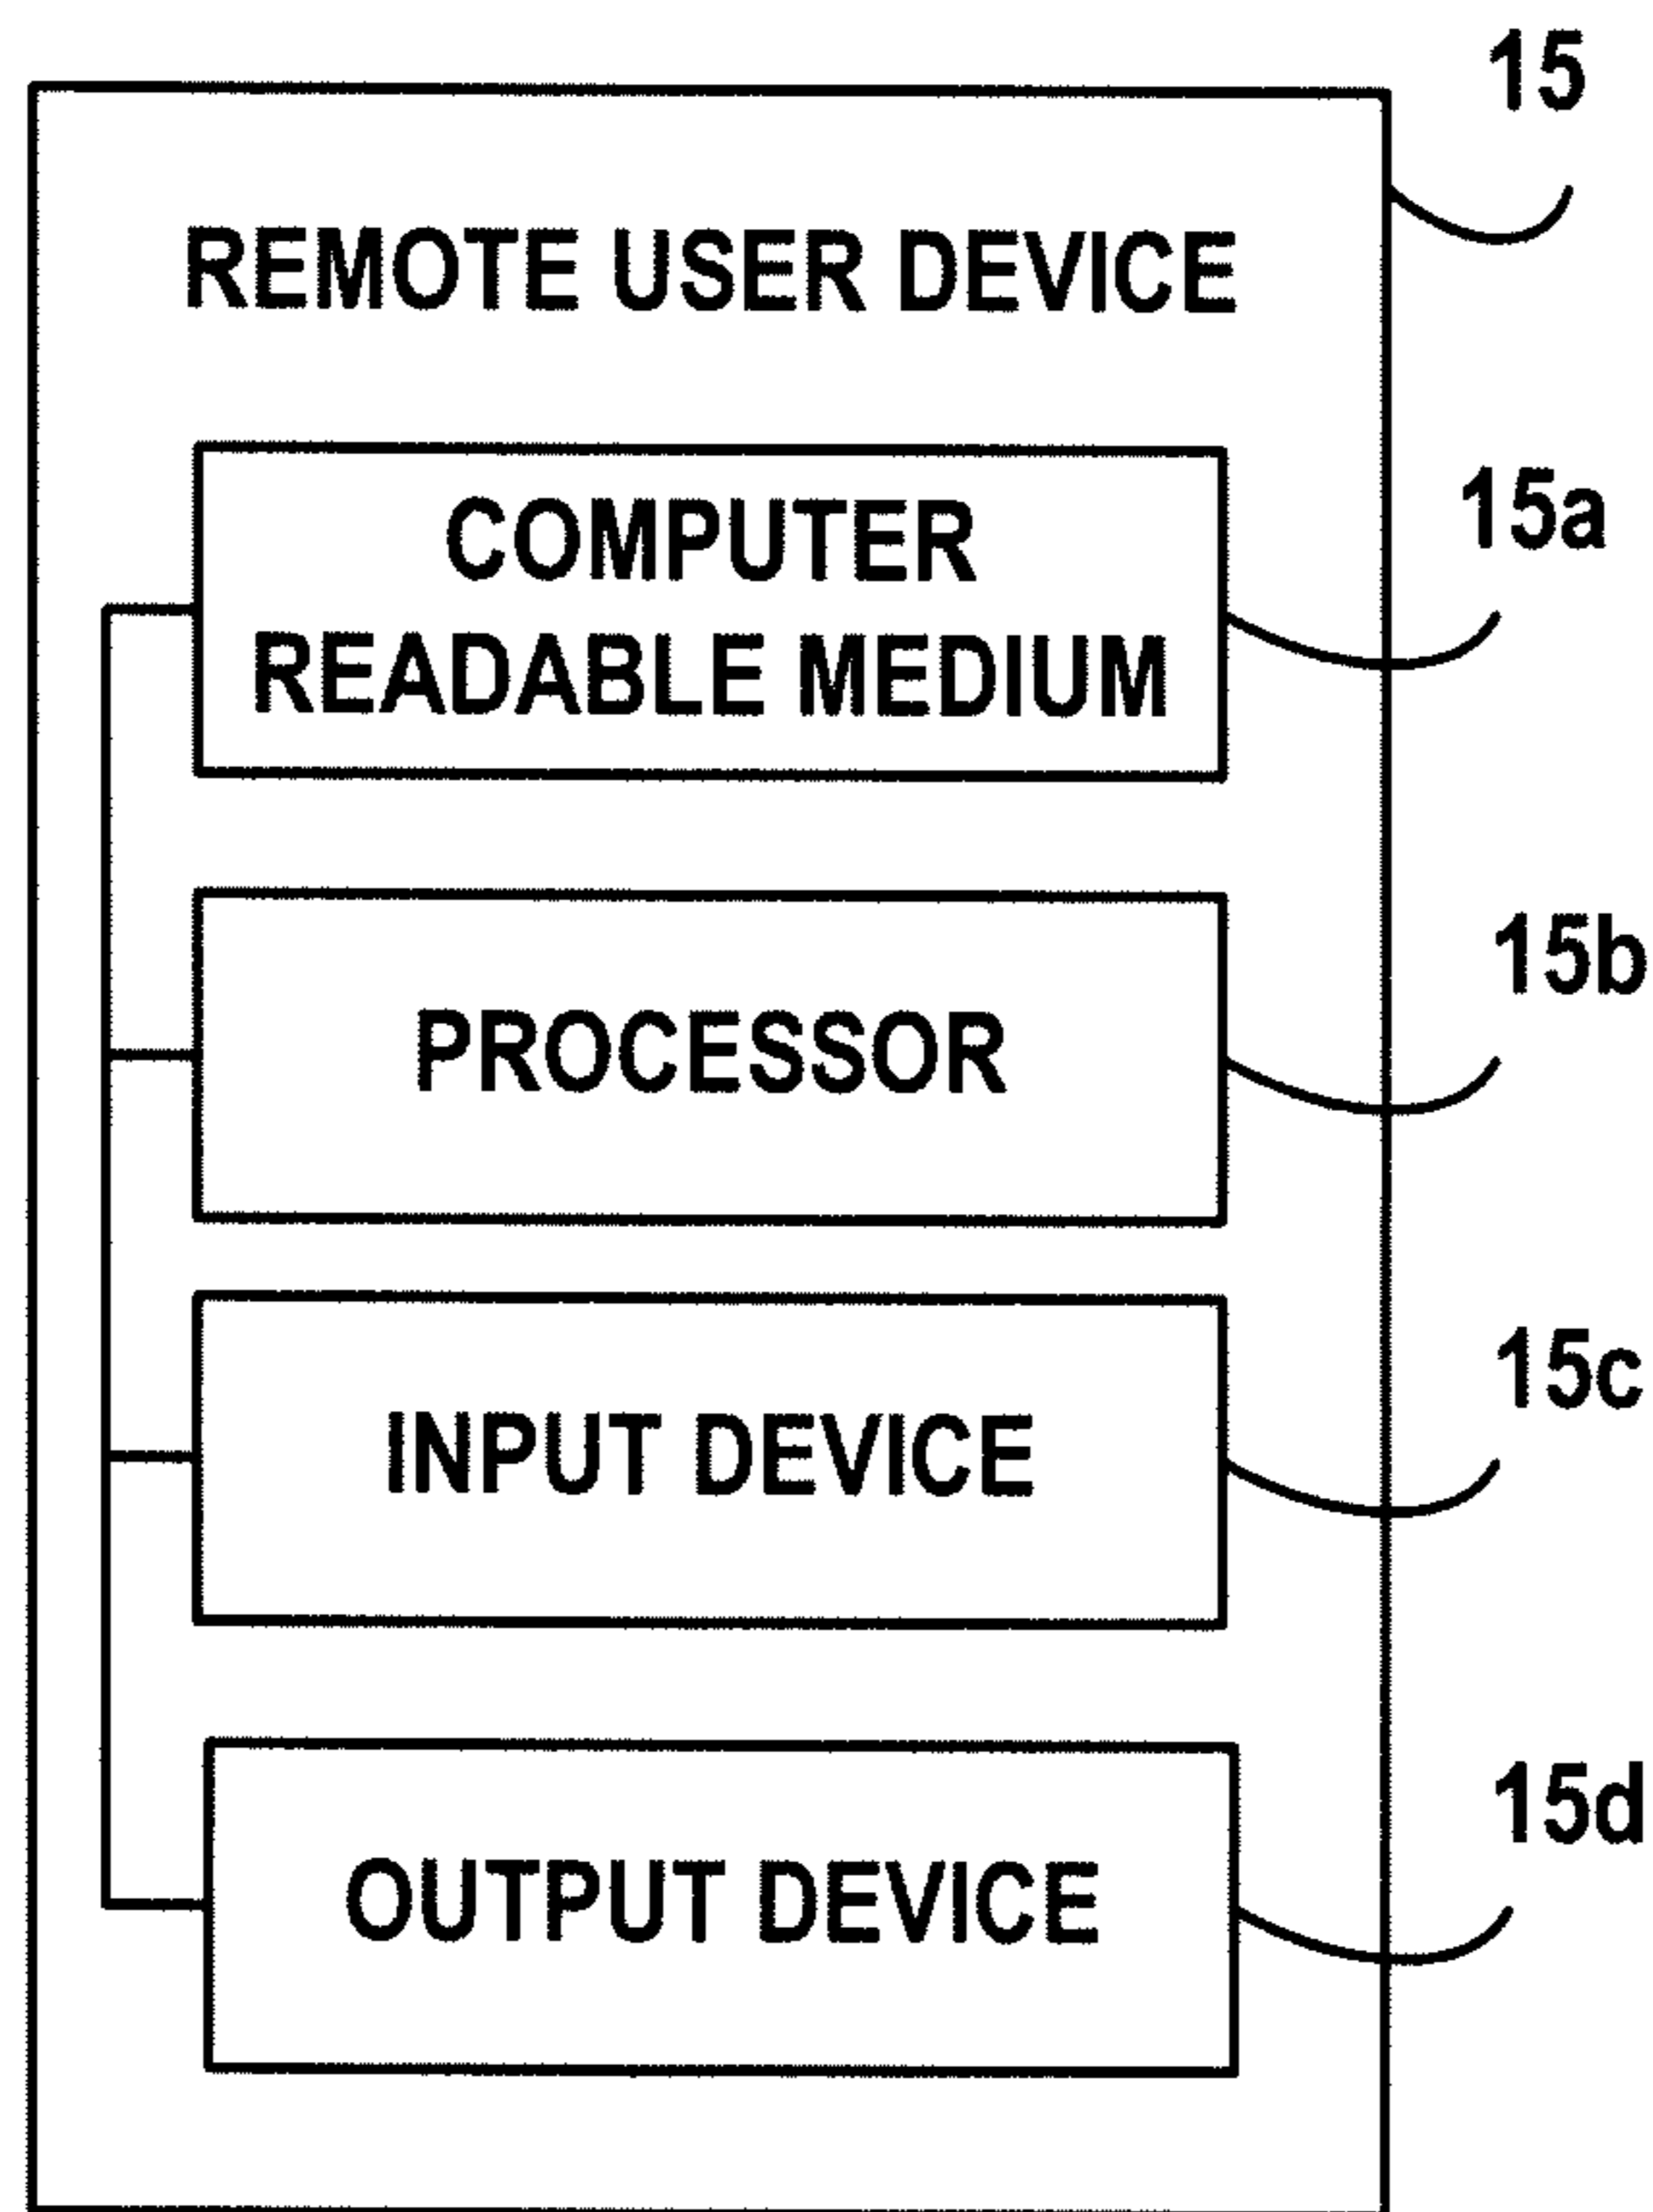 15
REMOTE USER DEVICE
15a
COMPUTER
READABLE MEDIUM
15b
PROCESSOR
15c
INPUT DEVICE
15d
OUTPUT DEVICE